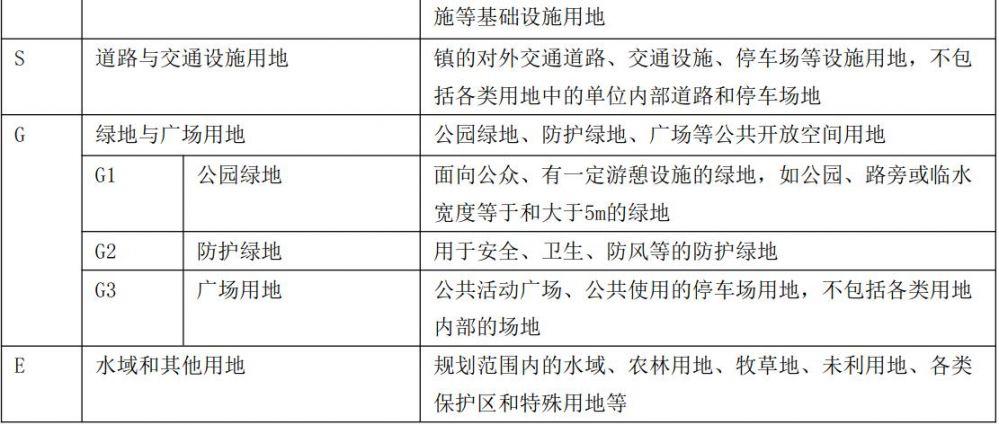 施等基础设施用地
S 道路与交通设施用地 镇的对外交通道路、交通设施、停车场等设施用地，不包
括各类用地中的单位内部道路和停车场地
G 绿地与广场用地 公园绿地、防护绿地、广场等公共开放空间用地
G1 公园绿地 面向公众、有一定游憩设施的绿地，如公园、路旁或临水
宽度等于和大于5m的绿地
G2 防护绿地 用于安全、卫生、防风等的防护绿地
G3 广场用地 公共活动广场、公共使用的停车场用地，不包括各类用地
内部的场地
E 水域和其他用地 规划范围内的水域、农林用地、牧草地、未利用地、各类
保护区和特殊用地等